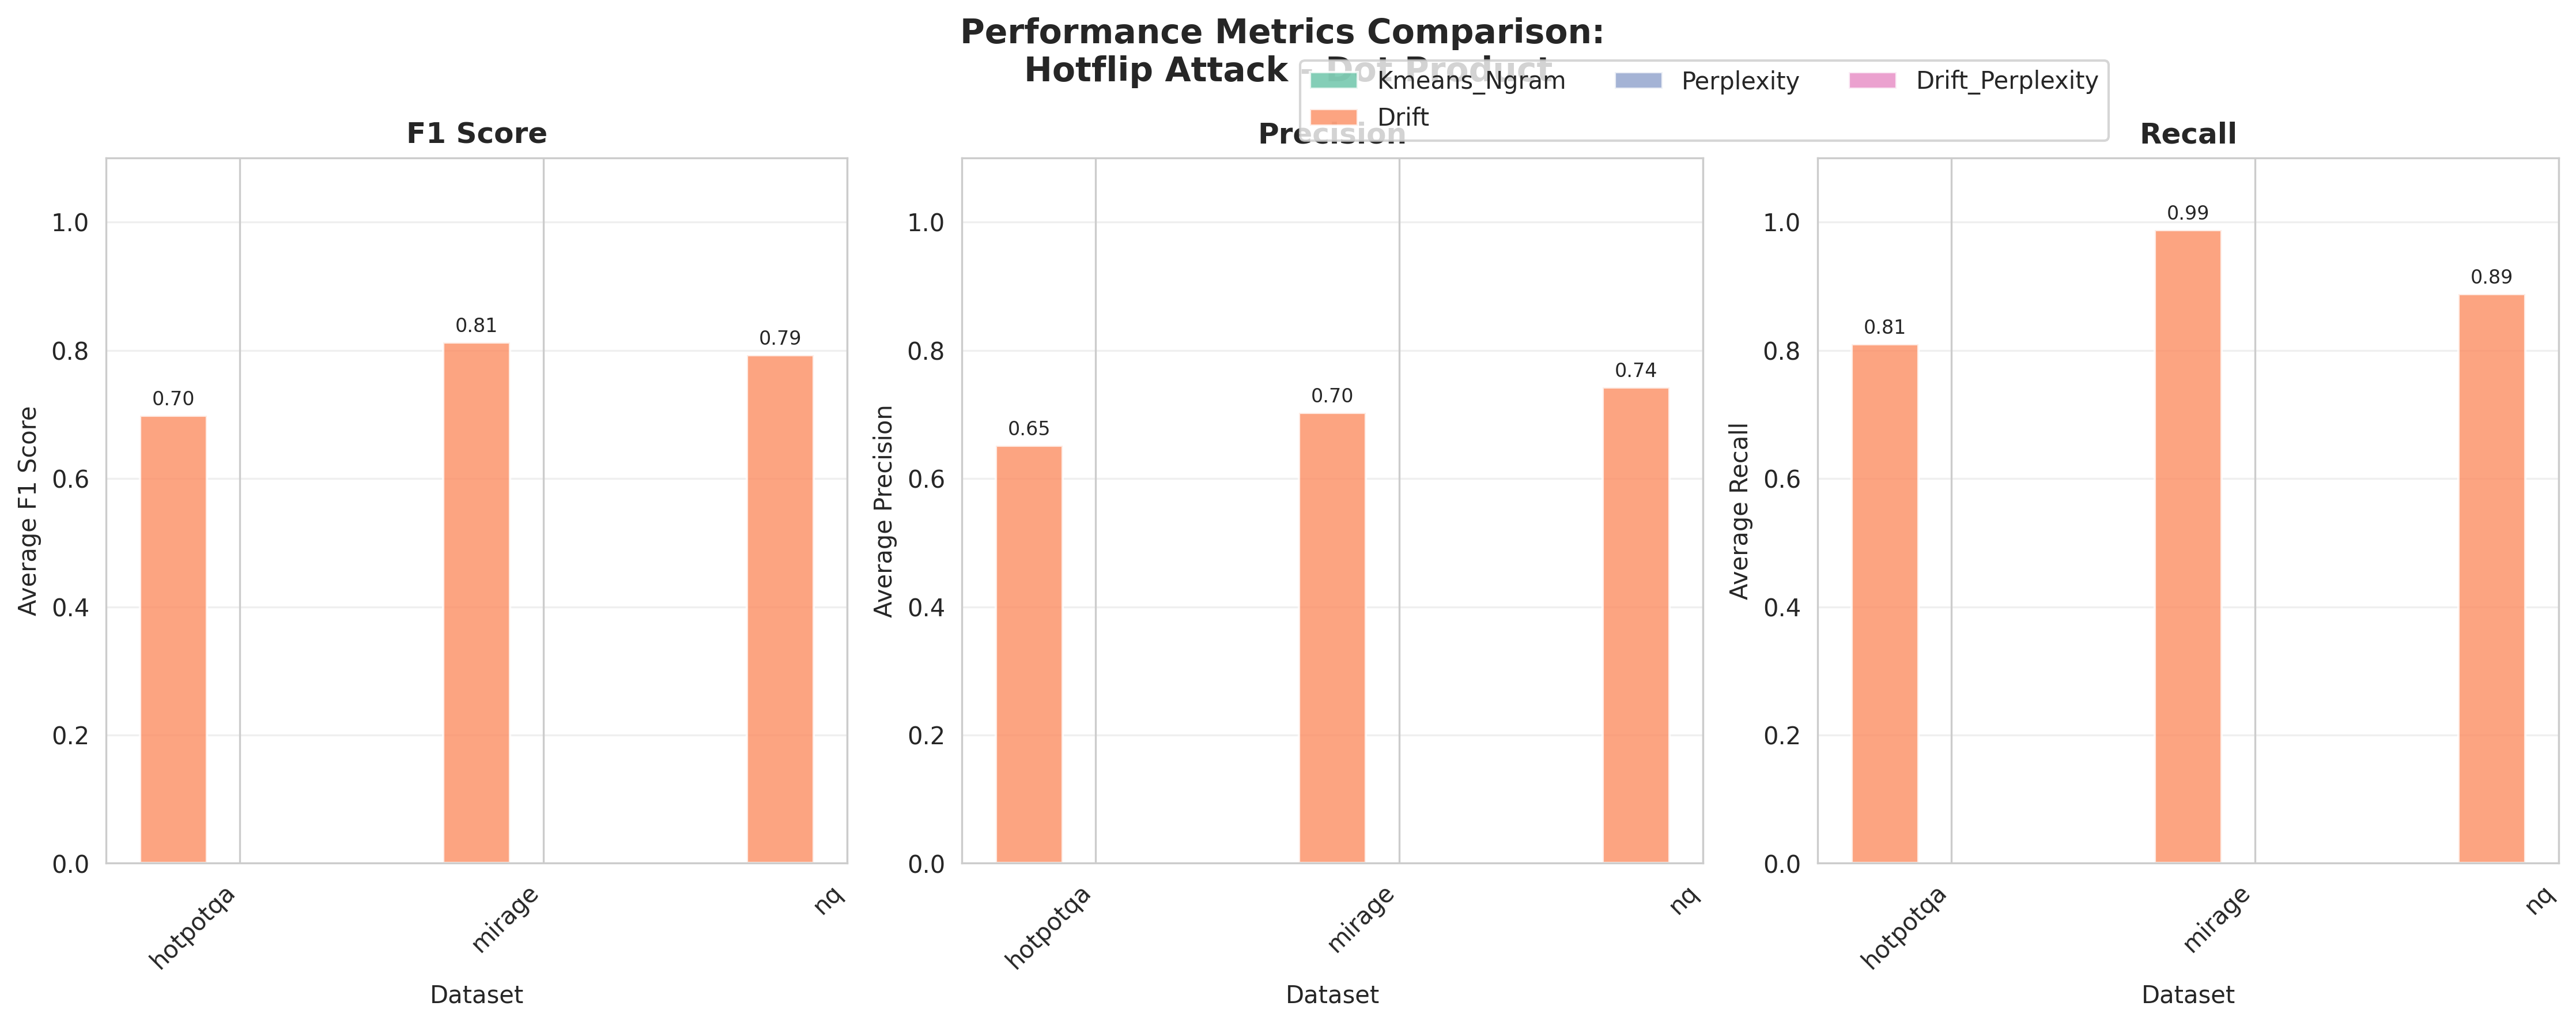 Performance Metrics Comparison:
Hotflip Attack - Dot Product
Kmeans_Ngram
Drift
Perplexity
Drift_Perplexity
F1 Score
Average F1 Score
1.0
0.8
0.6
0.4
0.2
0.0
0.70
0.81
0.79
hotpotqa
mirage
nq
Dataset
Precision
Average Precision
1.0
0.8
0.6
0.4
0.2
0.0
0.65
0.70
0.74
hotpotqa
mirage
nq
Dataset
Recall
Average Recall
1.0
0.8
0.6
0.4
0.2
0.0
0.81
0.99
0.89
hotpotqa
mirage
nq
Dataset